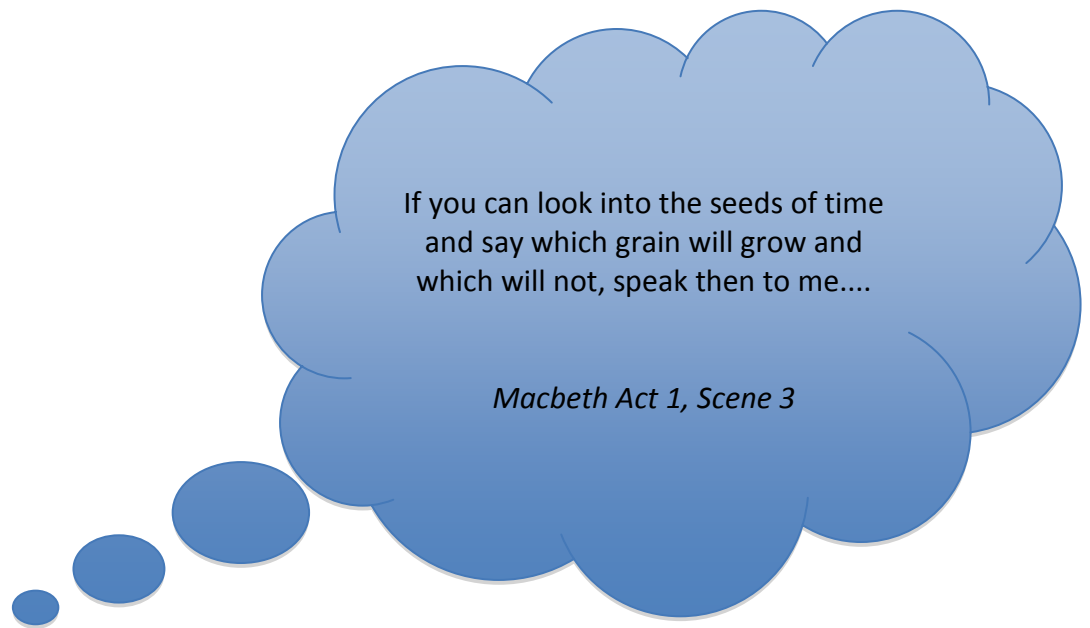 If you can look into the seeds of time
and say which grain will grow and
which will not, speak then to me....
Macbeth Act 1, Scene 3